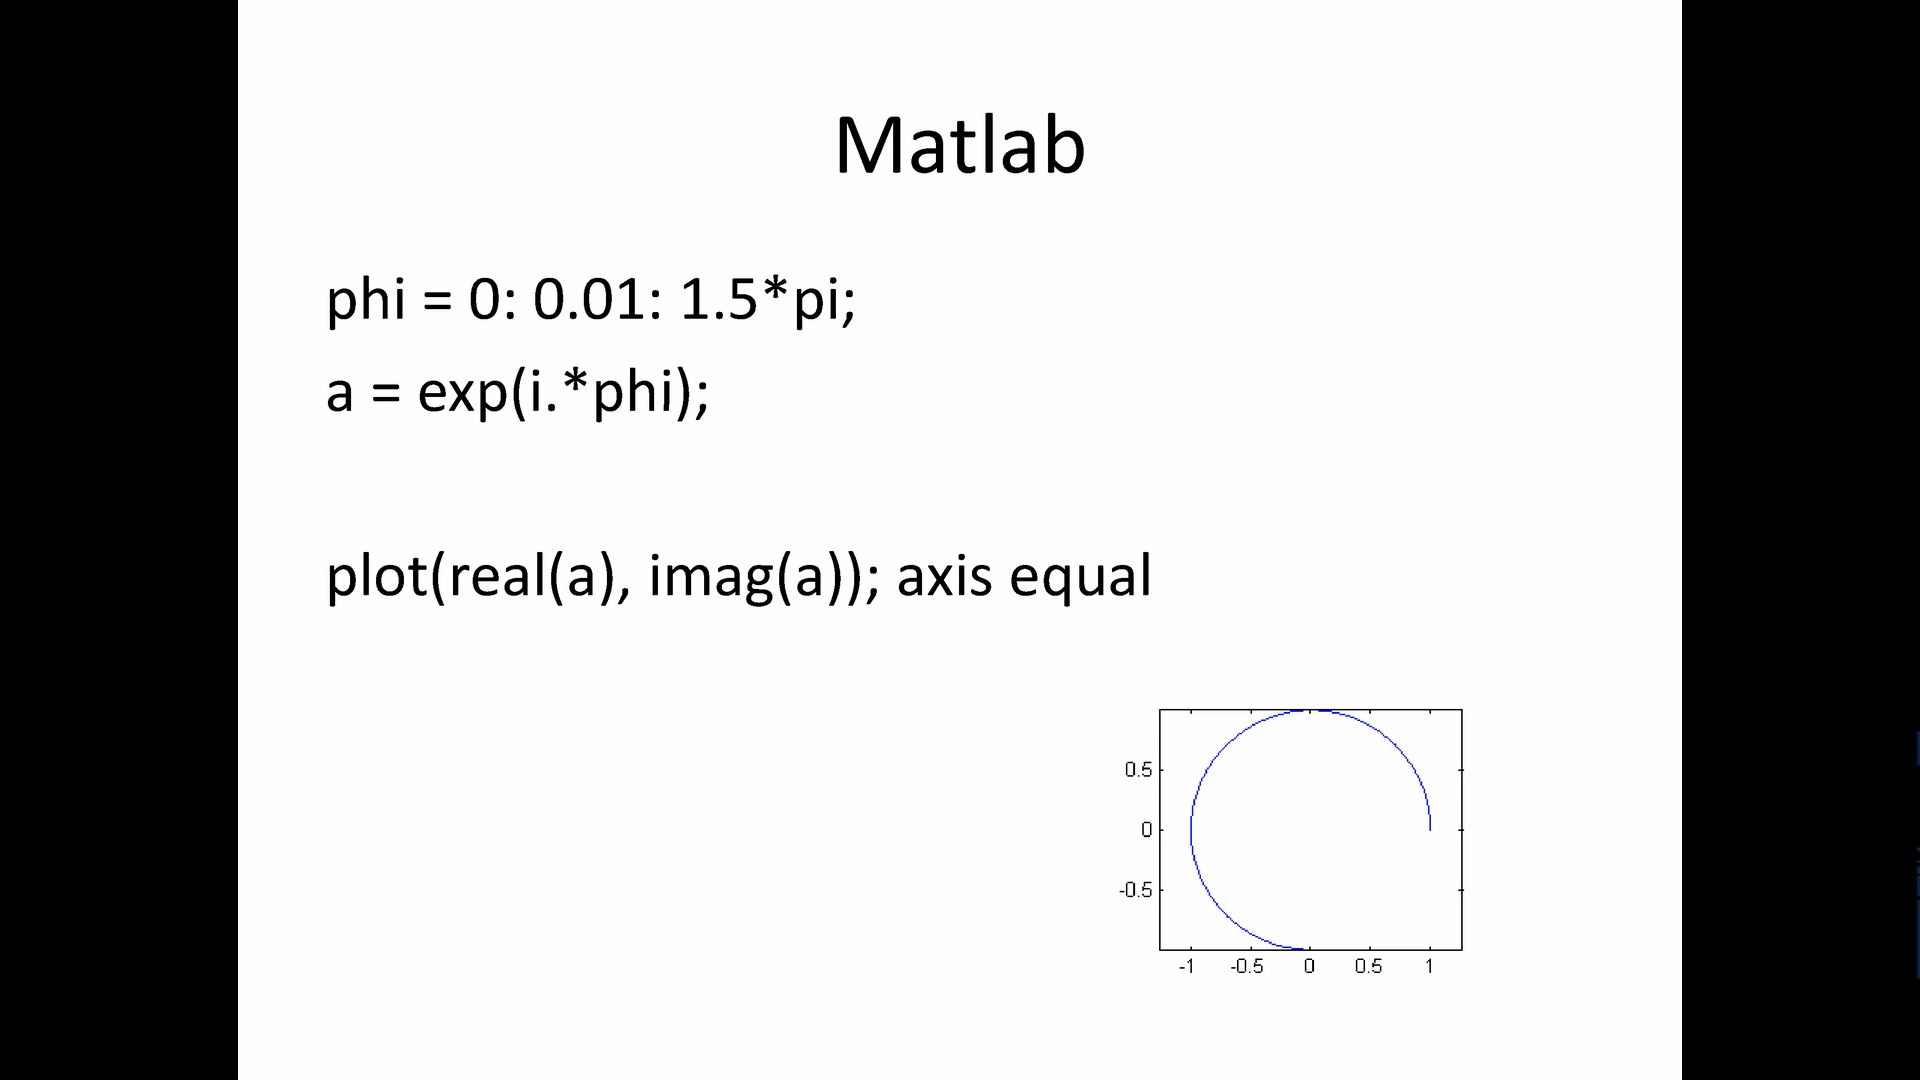 Matlab
phi = 0: 0.01: 1.5*pi;
a = exp(i.*phi);
plot(real(a), imag(a)); axis equal
0.5
0
-0.5
-1 -0.5 0 0.5 1